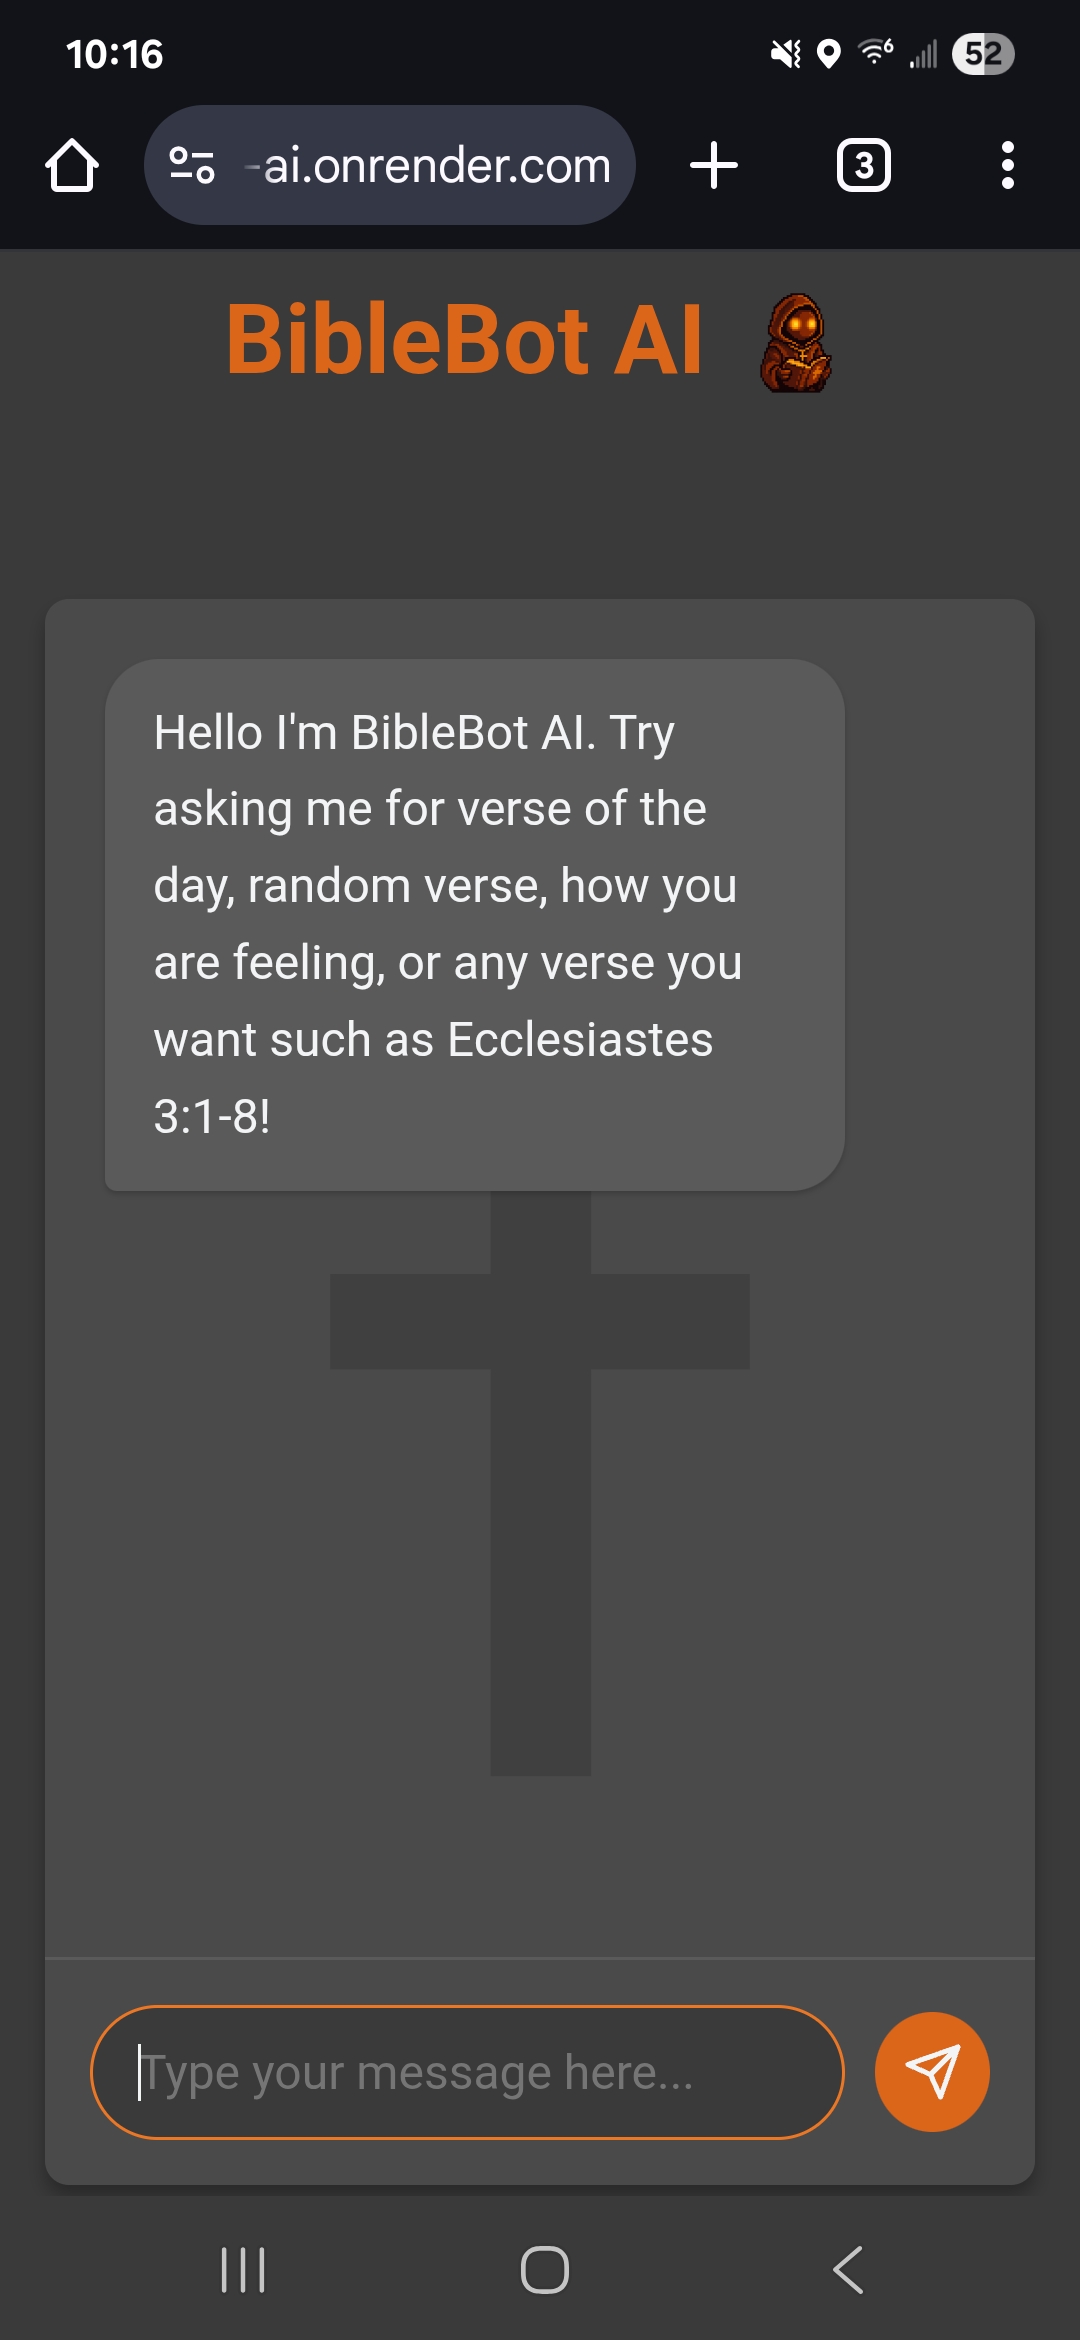 10:16
6
52
-ai.onrender.com
3
BibleBot AI
Hello I'm BibleBot AI. Try
asking me for verse of the
day, random verse, how you
are feeling, or any verse you
want such as Ecclesiastes
3:1-8!
Type your message here...